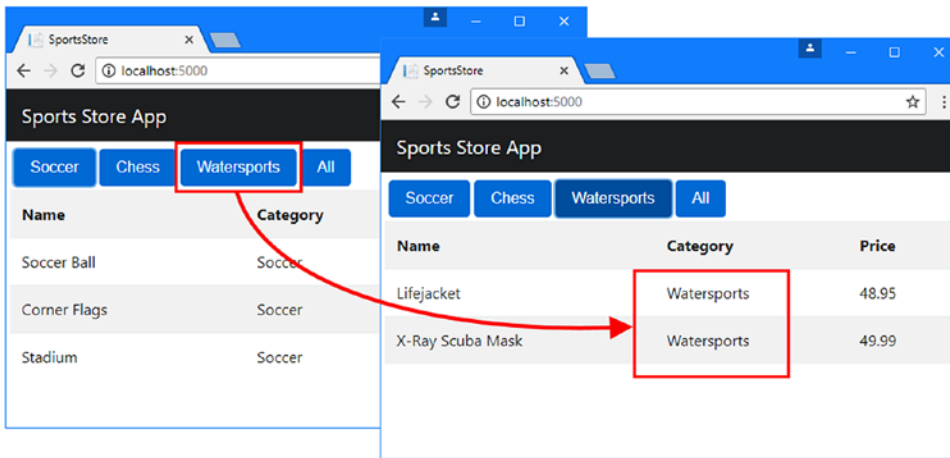 SportsStore
localhost:5000
Sports Store App
Soccer Chess Watersports All
Name Category
Soccer Ball Soccer
Corner Flags Soccer
Stadium Soccer
SportsStore
localhost:5000
Sports Store App
Soccer Chess Watersports All
Name Category Price
Lifejacket Watersports 48.95
X-Ray Scuba Mask Watersports 49.99